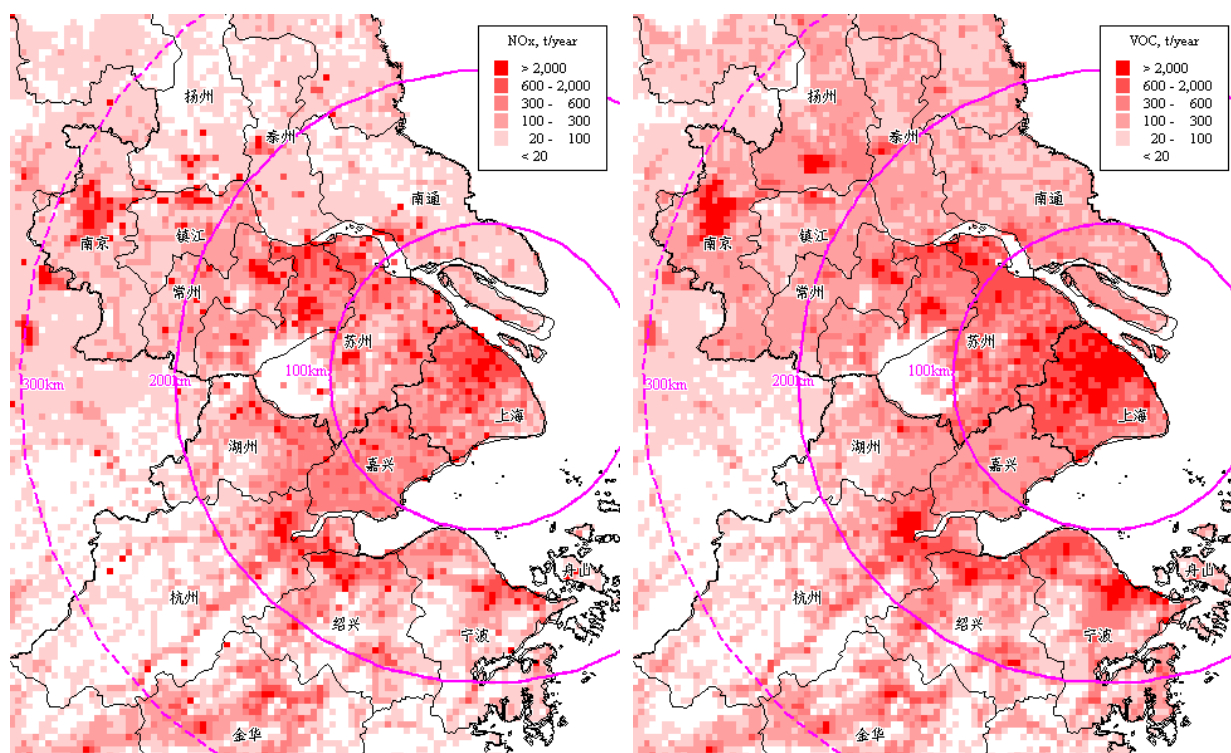 NOx, t/year
> 2,000
600 - 2,000
300 - 600
100 - 300
20 - 100
< 20
扬州
泰州
南通
南京
镇江
常州
苏州
300km
200km
100km
上海
湖州
嘉兴
舟山
杭州
绍兴
宁波
金华
VOC, t/year
> 2,000
600 - 2,000
300 - 600
100 - 300
20 - 100
< 20
扬州
泰州
南通
南京
镇江
常州
苏州
300km
200km
100km
上海
湖州
嘉兴
舟山
杭州
绍兴
宁波
金华